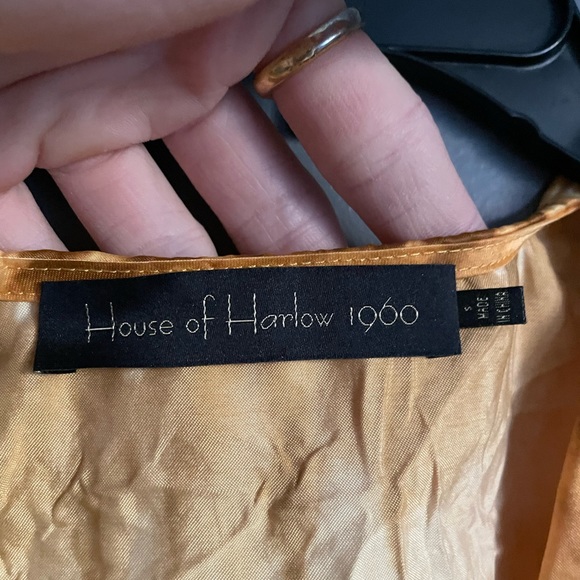 House of Harlow 1960
S
MADE
IN CHINA